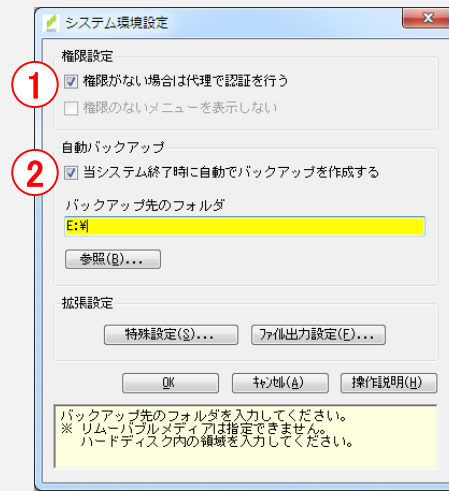 システム環境設定
権限設定
1
権限がない場合は代理で認証を行う
権限のないメニューを表示しない
自動バックアップ
2
当システム終了時に自動でバックアップを作成する
バックアップ先のフォルダ
E:¥
参照(B)...
拡張設定
特殊設定(S)... ファイル出力設定(F)...
OK キャンセル(A) 操作説明(H)
バックアップ先のフォルダを入力してください。
※ リムーバブルメディアは指定できません。
ハードディスク内の領域を入力してください。